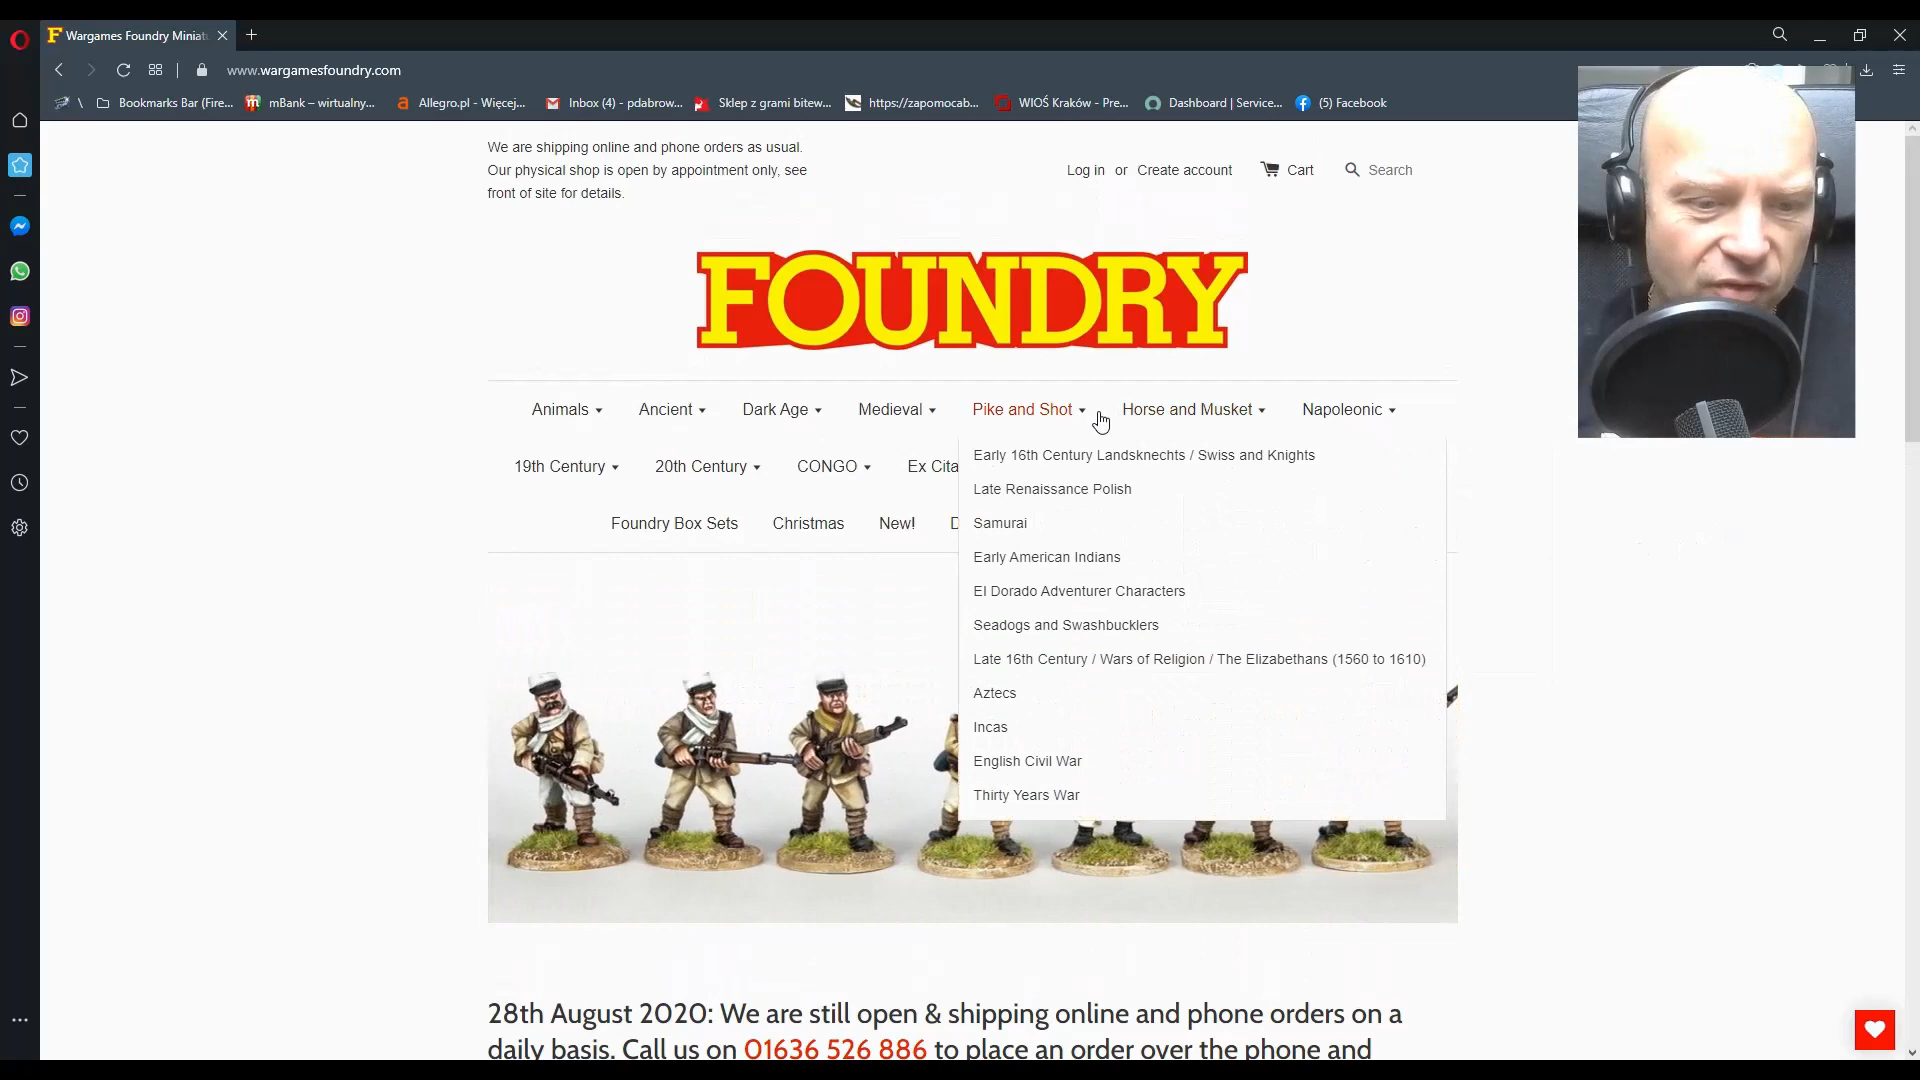 F Wargames Foundry Miniatu
www.wargamesfoundry.com
\ Bookmarks Bar (Fire... mBank – wirtualny... a Allegro.pl - Więcej... Inbox (4) - pdabrow... Sklep z grami bitew... https://zapomocab... WIOŚ Kraków - Pre... Dashboard | Service... (5) Facebook
We are shipping online and phone orders as usual.
Our physical shop is open by appointment only, see
front of site for details.
Log in or Create account Cart Search
FOUNDRY
Animals Ancient Dark Age Medieval Pike and Shot Horse and Musket Napoleonic
19th Century 20th Century CONGO Ex Cita
Foundry Box Sets Christmas New! D
Early 16th Century Landsknechts / Swiss and Knights
Late Renaissance Polish
Samurai
Early American Indians
El Dorado Adventurer Characters
Seadogs and Swashbucklers
Late 16th Century / Wars of Religion / The Elizabethans (1560 to 1610)
Aztecs
Incas
English Civil War
Thirty Years War
28th August 2020: We are still open & shipping online and phone orders on a
daily basis. Call us on 01636 526 886 to place an order over the phone and